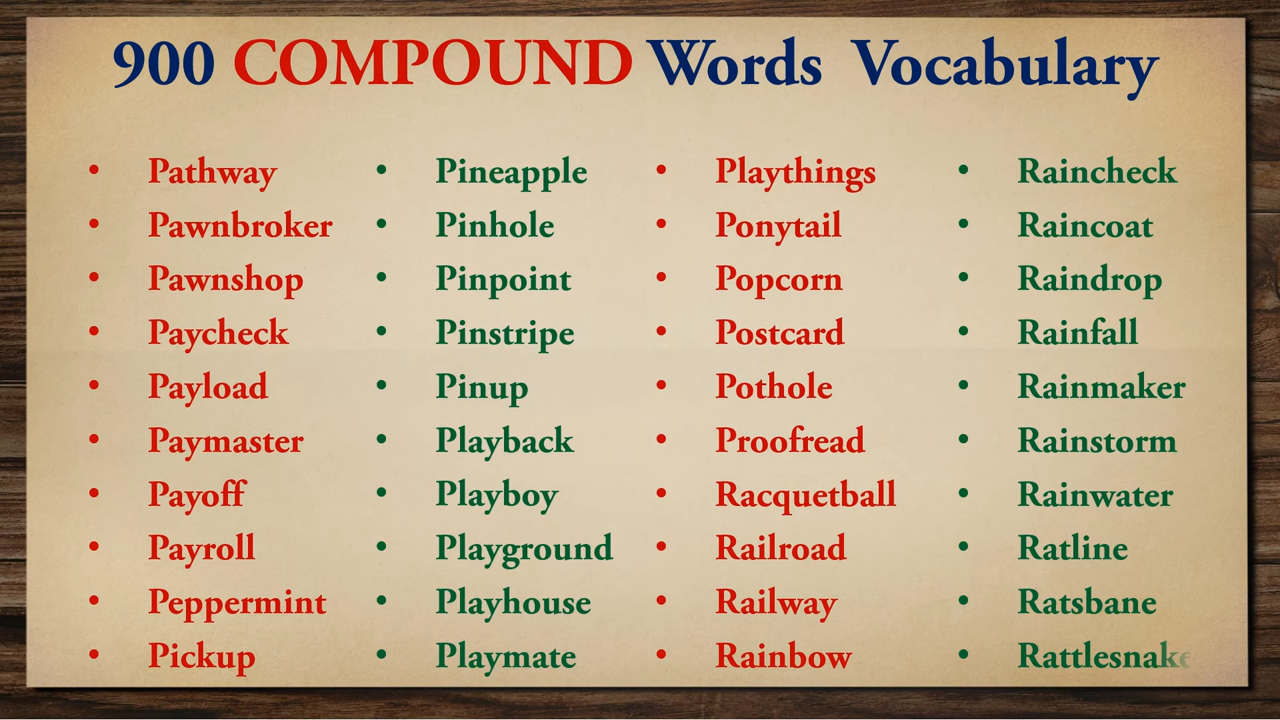 900 COMPOUND Words Vocabulary
• Pathway
• Pawnbroker
• Pawnshop
• Paycheck
• Payload
• Paymaster
• Payoff
• Payroll
• Peppermint
• Pickup
• Pineapple
• Pinhole
• Pinpoint
• Pinstripe
• Pinup
• Playback
• Playboy
• Playground
• Playhouse
• Playmate
• Playthings
• Ponytail
• Popcorn
• Postcard
• Pothole
• Proofread
• Racquetball
• Railroad
• Railway
• Rainbow
• Raincheck
• Raincoat
• Raindrop
• Rainfall
• Rainmaker
• Rainstorm
• Rainwater
• Ratline
• Ratsbane
• Rattlesnake